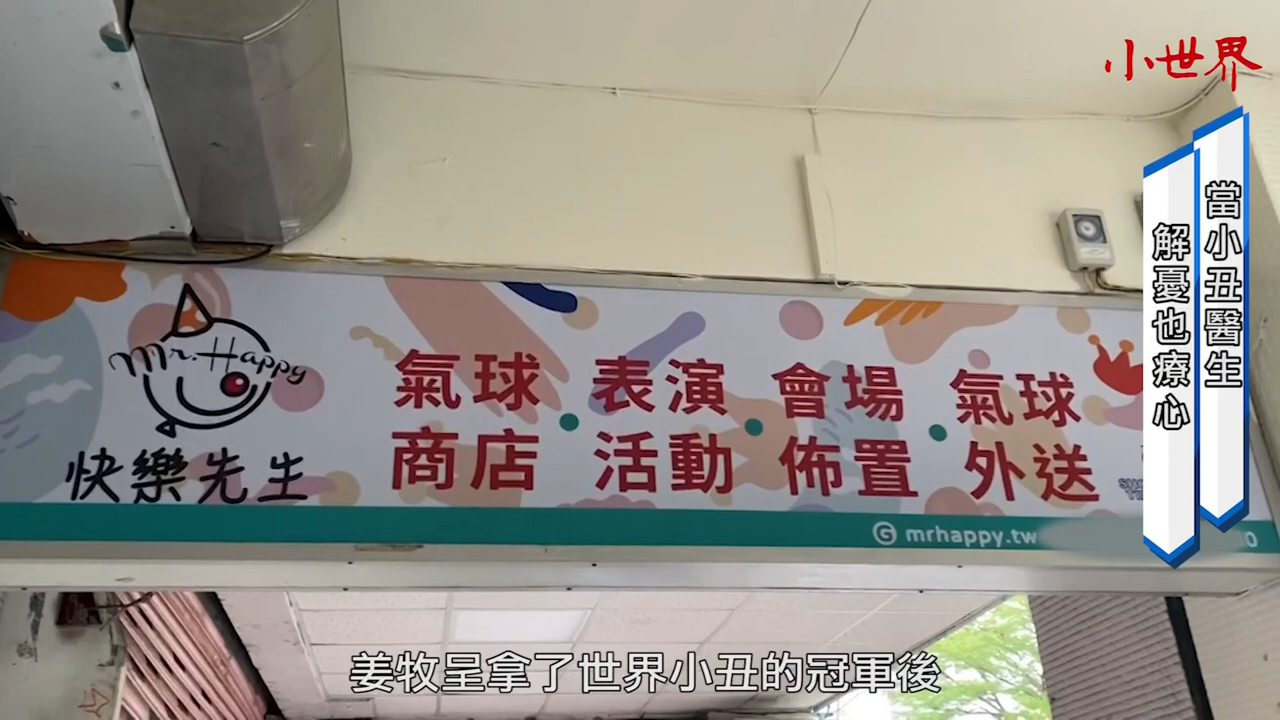 小世界
當小丑醫生
解憂也療心
Mr. Happy
快樂先生
氣球 表演 會場 氣球
商店 活動 佈置 外送
mrhappy.tw
姜牧呈拿了世界小丑的冠軍後